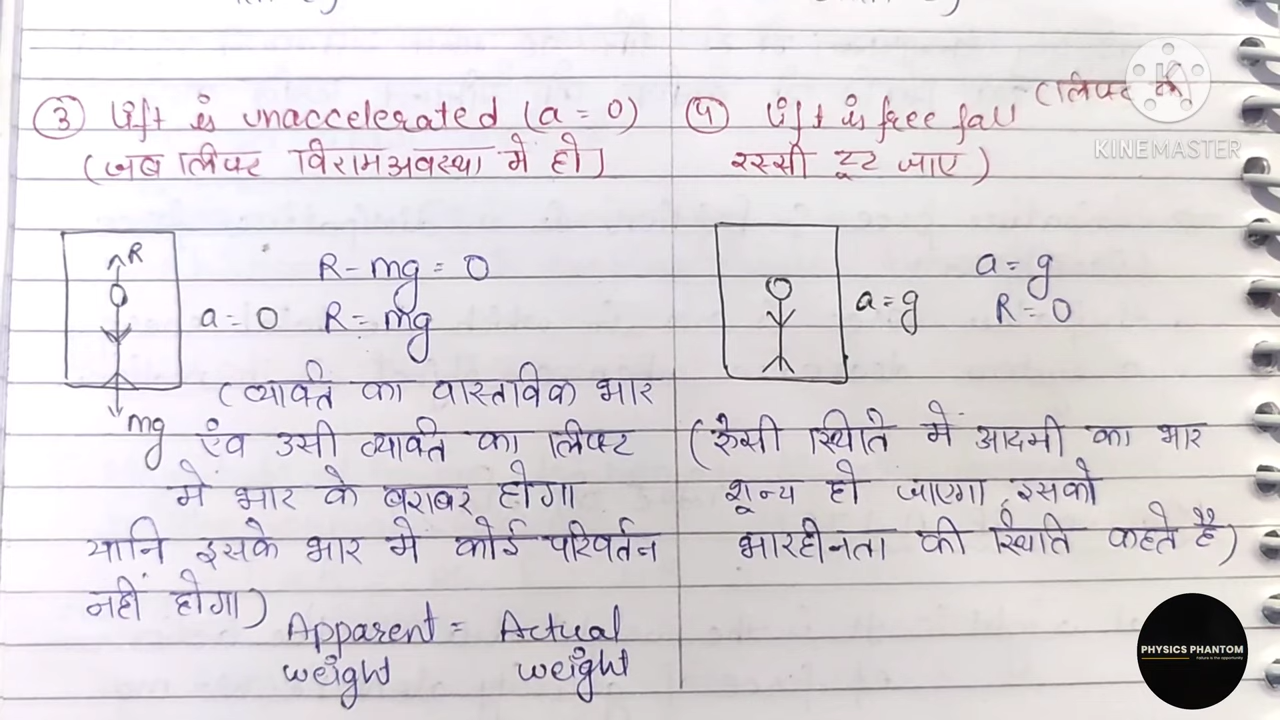 ③ Lift is unaccelerated (a = 0)
(जब लिफ्ट विराम अवस्था में हो)
R
R - mg = 0
a = 0 R = mg
mg
(व्यक्ति का वास्तविक भार
एंव उसी व्यक्ति का लिफ्ट
में भार के बराबर होगा
यानि इसके भार मे कोई परिवर्तन
नहीं होगा)
Apparent = Actual
weight weight
④ Lift is free fall (लिफ्ट की
रस्सी टूट जाए)
a = g
a = g
R = 0
(ऐसी स्थिति में आदमी का भार
शून्य हो जाएगा, इसको
भारहीनता की स्थिति कहते हैं)
K
KINEMASTER
PHYSICS PHANTOM